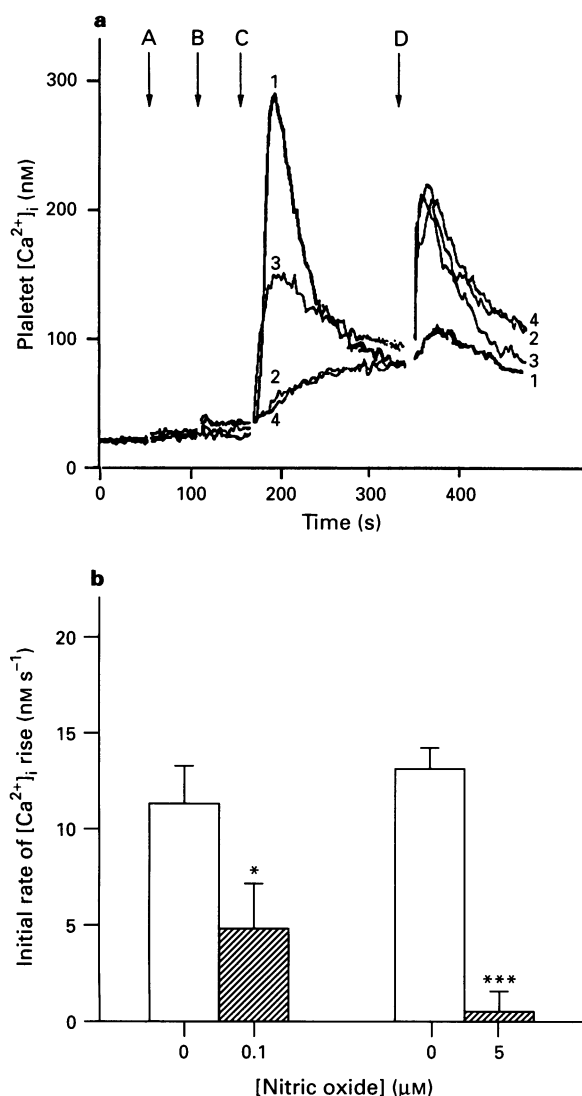 a
A B C D
300
200
100
0
Plaletet [Ca²⁺]ᵢ (nM)
1
3
2
4
4
2
3
1
0 100 200 300 400
Time (s)
b
20
15
10
5
0
Initial rate of [Ca²⁺]ᵢ rise (nM s⁻¹)
*
***
0 0.1 0 5
[Nitric oxide] (μM)